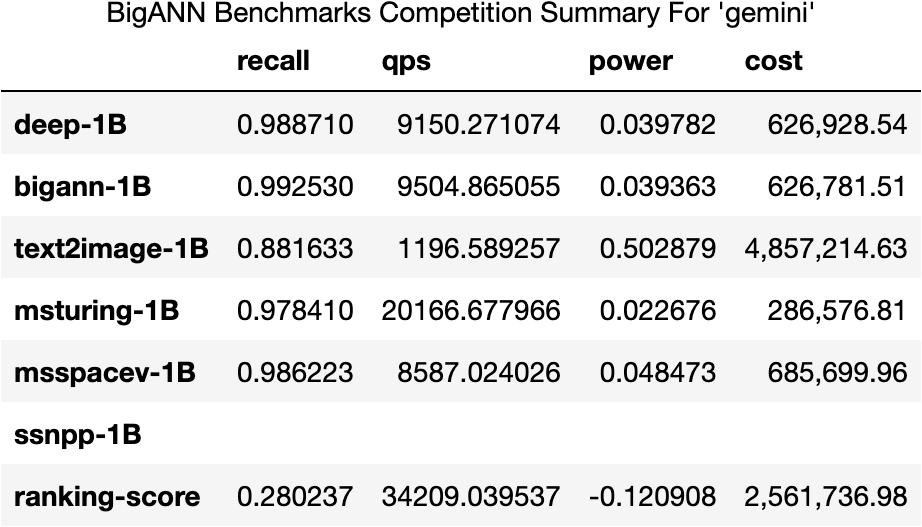 BigANN Benchmarks Competition Summary For 'gemini'
recall qps power cost
deep-1B 0.988710 9150.271074 0.039782 626,928.54
bigann-1B 0.992530 9504.865055 0.039363 626,781.51
text2image-1B 0.881633 1196.589257 0.502879 4,857,214.63
msturing-1B 0.978410 20166.677966 0.022676 286,576.81
msspacev-1B 0.986223 8587.024026 0.048473 685,699.96
ssnpp-1B
ranking-score 0.280237 34209.039537 -0.120908 2,561,736.98